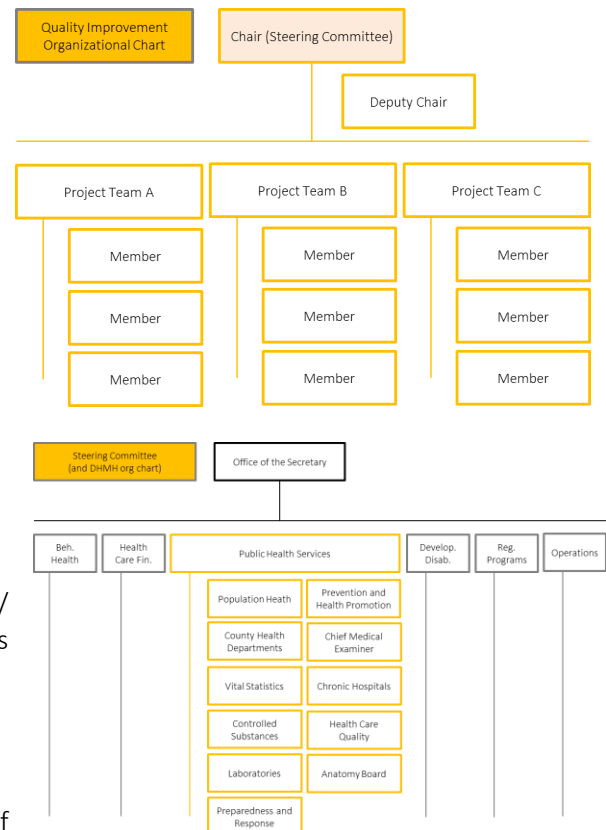 Quality Improvement
Organizational Chart
Chair (Steering Committee)
Deputy Chair
Project Team A
Project Team B
Project Team C
Member
Member
Member
Member
Member
Member
Member
Member
Member
Steering Committee
(and DHMH org chart)
Office of the Secretary
Beh.
Health
Health
Care Fin.
Public Health Services
Develop.
Disab.
Reg.
Programs
Operations
Population Heath
Prevention and
Health Promotion
/
s
County Health
Departments
Chief Medical
Examiner
Vital Statistics
Chronic Hospitals
Controlled
Substances
Health Care
Quality
Laboratories
Anatomy Board
Preparedness and
Response
f